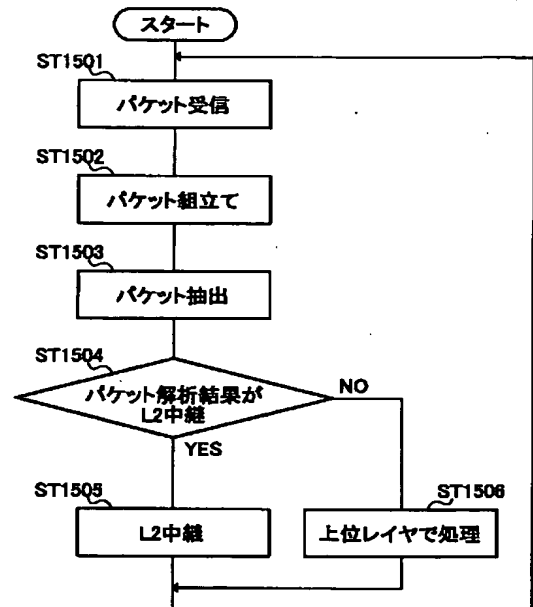 スタート
ST1501
パケット受信
ST1502
パケット組立て
ST1503
パケット抽出
ST1504
パケット解析結果が
L2中継
NO
YES
ST1505
L2中継
ST1506
上位レイヤで処理